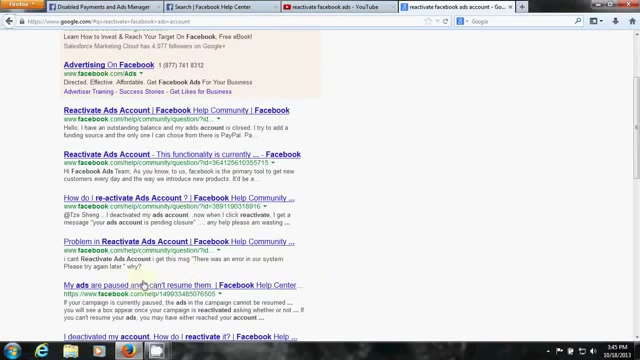 Firefox
Disabled Payments and Ads Manager
Search | Facebook Help Center
reactivate facebook ads - YouTube
reactivate facebook ads account - Go...
https://www.google.com/#q=reactivate+facebook+ads+account
Google
Learn How to Invest & Reach Your Target On Facebook, Free eBook!
Salesforce Marketing Cloud has 4,077 followers on Google+
Advertising On Facebook 1 (877) 741 8312
www.facebook.com/Ads
Directed. Effective. Affordable. Get Facebook Ads For Your Business
Advertiser Training - Success Stories - Get Likes for Business
Reactivate Ads Account | Facebook Help Community | Facebook
www.facebook.com/help/community/question/?id...
Hello, I have an outstanding balance and my adds account is closed. I try to add a
funding source and the only one I can chose from there is PayPal. Pa...
Reactivate Ads Account - This functionality is currently ... - Facebook
www.facebook.com/help/community/question/?id=364125610355715
Hi Facebook Ads Team, As you know, to us, facebook is the primary tool to get new
customers every day and the way we introduce new products. It'd be a...
How do I re-activate Ads Account ? | Facebook Help Community ...
www.facebook.com/help/community/question/?id=3891190318916
@Tze Sheng , I deactivated my ads account ..now when I click reactivate, I get a
message "your ads account is pending closure" ... any help please am wasting ...
Problem in Reactivate Ads Account | Facebook Help Community ...
www.facebook.com/help/community/question/?id...
i cant Reactivate Ads Account i get this msg "There was an error in our system.
Please try again later." why?
My ads are paused and can't resume them. | Facebook Help Center...
https://www.facebook.com/help/149933485076505
If your campaign is currently paused, the ads in the campaign cannot be resumed ...
you will see a box appear once your campaign is reactivated asking whether or not ... If
you can't resume your ads, you may have either reached your account ...
I deactivated my account. How do I reactivate it? | Facebook Help
3:45 PM
10/18/2013